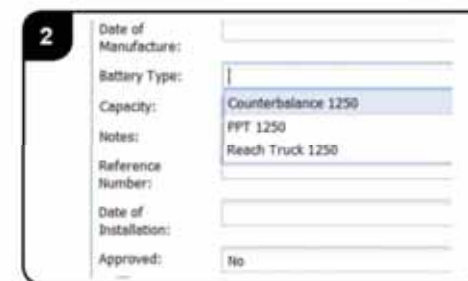 2
Date of
Manufacture:
Battery Type:
Capacity:
Counterbalance 1250
PPT 1250
Notes:
Reach Truck 1250
Reference
Number:
Date of
Installation:
Approved:
No